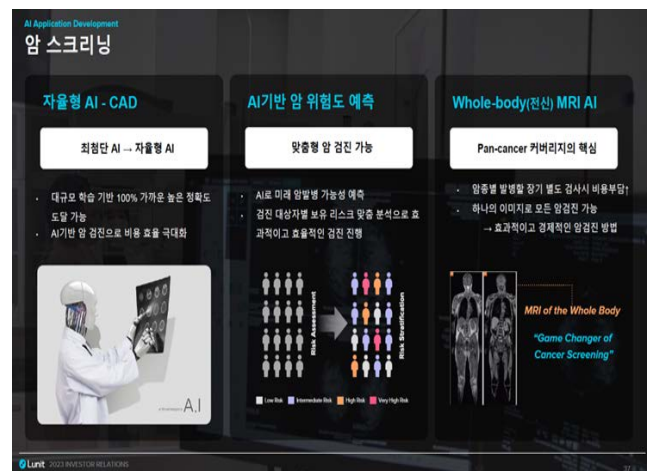 AI Application Development
암 스크리닝
자율형 AI - CAD
최첨단 AI → 자율형 AI
· 대규모 학습 기반 100% 가까운 높은 정확도
도달 가능
· AI기반 암 검진으로 비용 효율 극대화
A.I
AI기반 암 위험도 예측
맞춤형 암 검진 가능
· AI로 미래 암발병 가능성 예측
· 검진 대상자별 보유 리스크 맞춤 분석으로 효
과적이고 효율적인 검진 진행
Risk Assessment
Risk Stratification
Low Risk
Intermediate Risk
High Risk
Very High Risk
Whole-body(전신) MRI AI
Pan-cancer 커버리지의 핵심
· 암종별 발병할 장기 별도 검사시 비용부담↑
· 하나의 이미지로 모든 암검진 가능
→ 효과적이고 경제적인 암검진 방법
MRI of the Whole Body
“Game Changer of
Cancer Screening”
Lunit 2023 INVESTOR RELATIONS